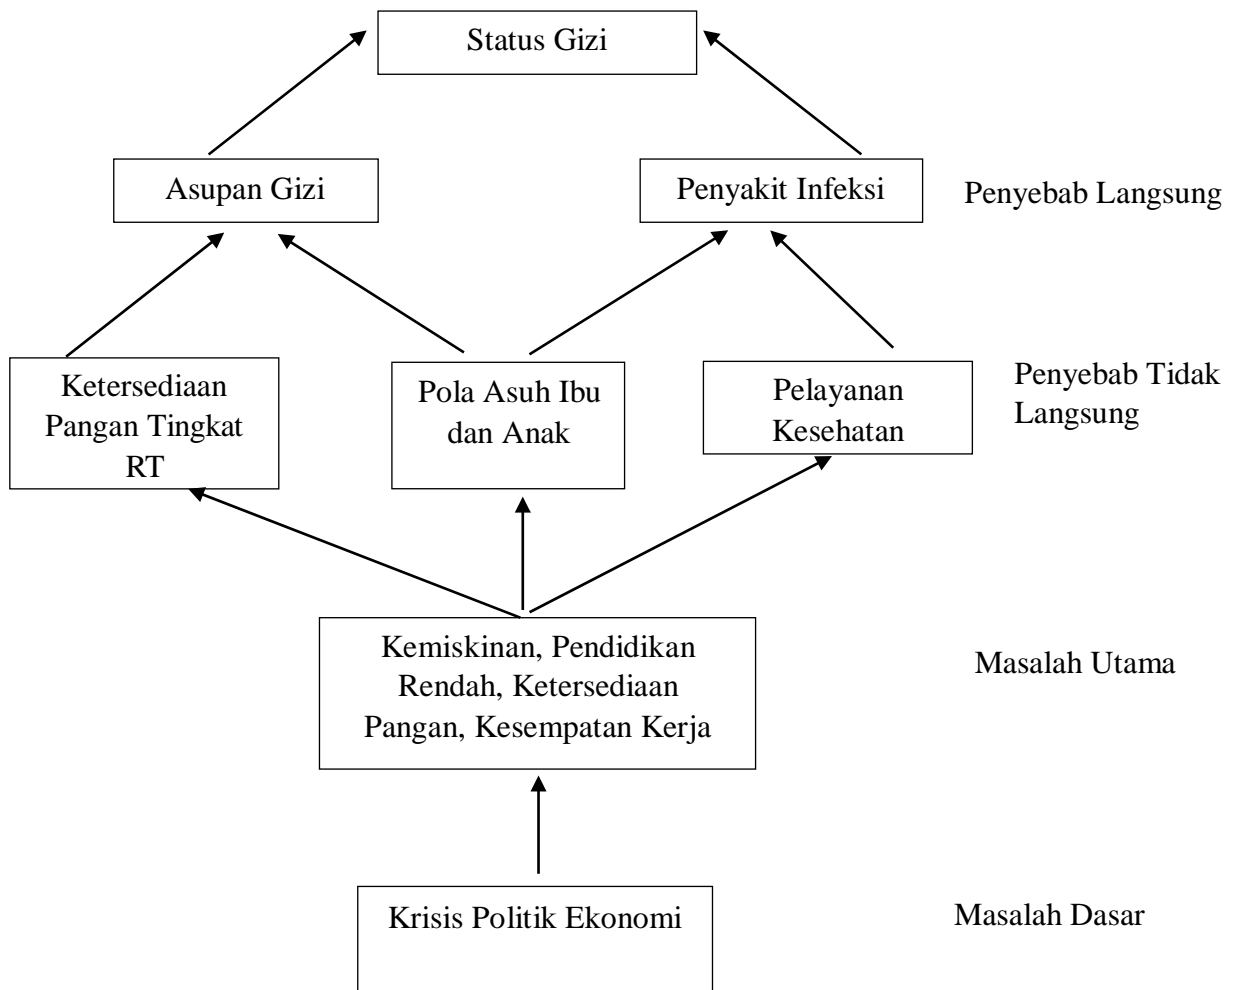 Status Gizi
Asupan Gizi
Penyakit Infeksi
Penyebab Langsung
Ketersediaan
Pangan Tingkat
RT
Pola Asuh Ibu
dan Anak
Pelayanan
Kesehatan
Penyebab Tidak
Langsung
Kemiskinan, Pendidikan
Rendah, Ketersediaan
Pangan, Kesempatan Kerja
Masalah Utama
Krisis Politik Ekonomi
Masalah Dasar